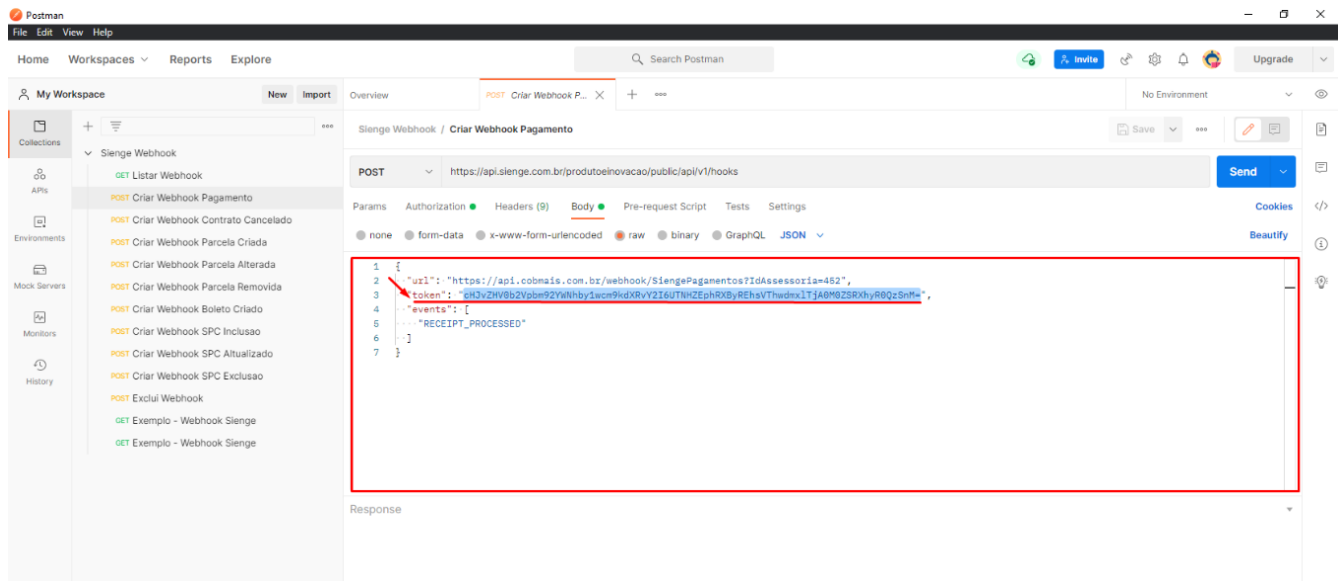 Postman
File Edit View Help
Home Workspaces Reports Explore Search Postman Invite Upgrade
My Workspace New Import Overview POST Criar Webhook P... No Environment
Collections
APIs
Environments
Mock Servers
Monitors
History
Sienge Webhook
GET Listar Webhook
POST Criar Webhook Pagamento
POST Criar Webhook Contrato Cancelado
POST Criar Webhook Parcela Criada
POST Criar Webhook Parcela Alterada
POST Criar Webhook Parcela Removida
POST Criar Webhook Boleto Criado
POST Criar Webhook SPC Inclusao
POST Criar Webhook SPC Altualizado
POST Criar Webhook SPC Exclusao
POST Exclui Webhook
GET Exemplo - Webhook Sienge
GET Exemplo - Webhook Sienge
Sienge Webhook / Criar Webhook Pagamento Save
POST https://api.sienge.com.br/produtoeinovacao/public/api/v1/hooks Send
Params Authorization Headers (9) Body Pre-request Script Tests Settings Cookies
none form-data x-www-form-urlencoded raw binary GraphQL JSON Beautify
1 {
2 "url": "https://api.cobmais.com.br/webhook/SiengePagamentos?IdAssessoria=452",
3 "token":
4 "events": [
5 "RECEIPT_PROCESSED"
6 ]
7 }
Response